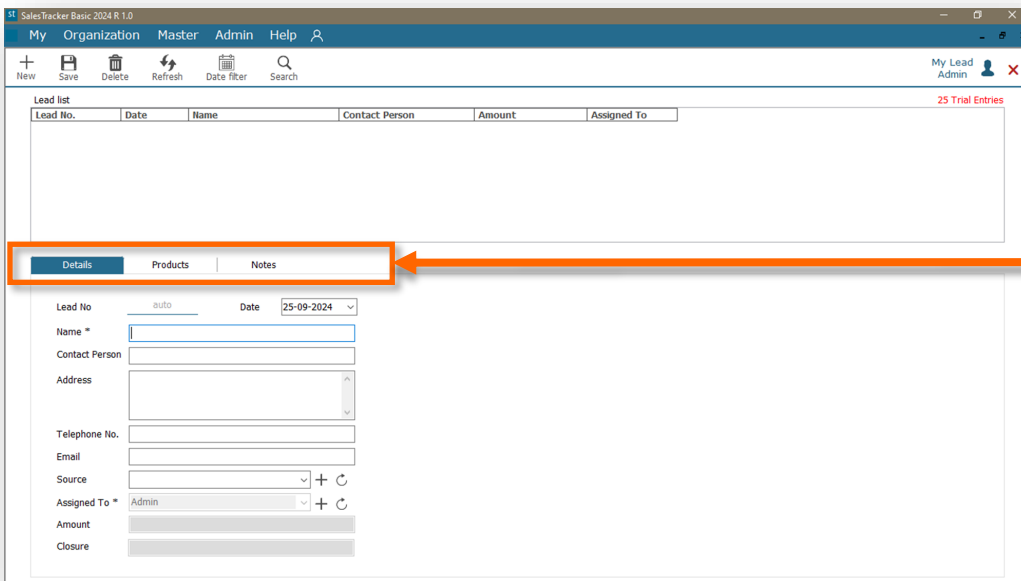 st SalesTracker Basic 2024 R 1.0
My Organization Master Admin Help
New Save Delete Refresh Date filter Search
My Lead
Admin
Lead list 25 Trial Entries
Lead No. Date Name Contact Person Amount Assigned To
Details Products Notes
Lead No auto Date 25-09-2024
Name *
Contact Person
Address
Telephone No.
Email
Source
Assigned To * Admin
Amount
Closure